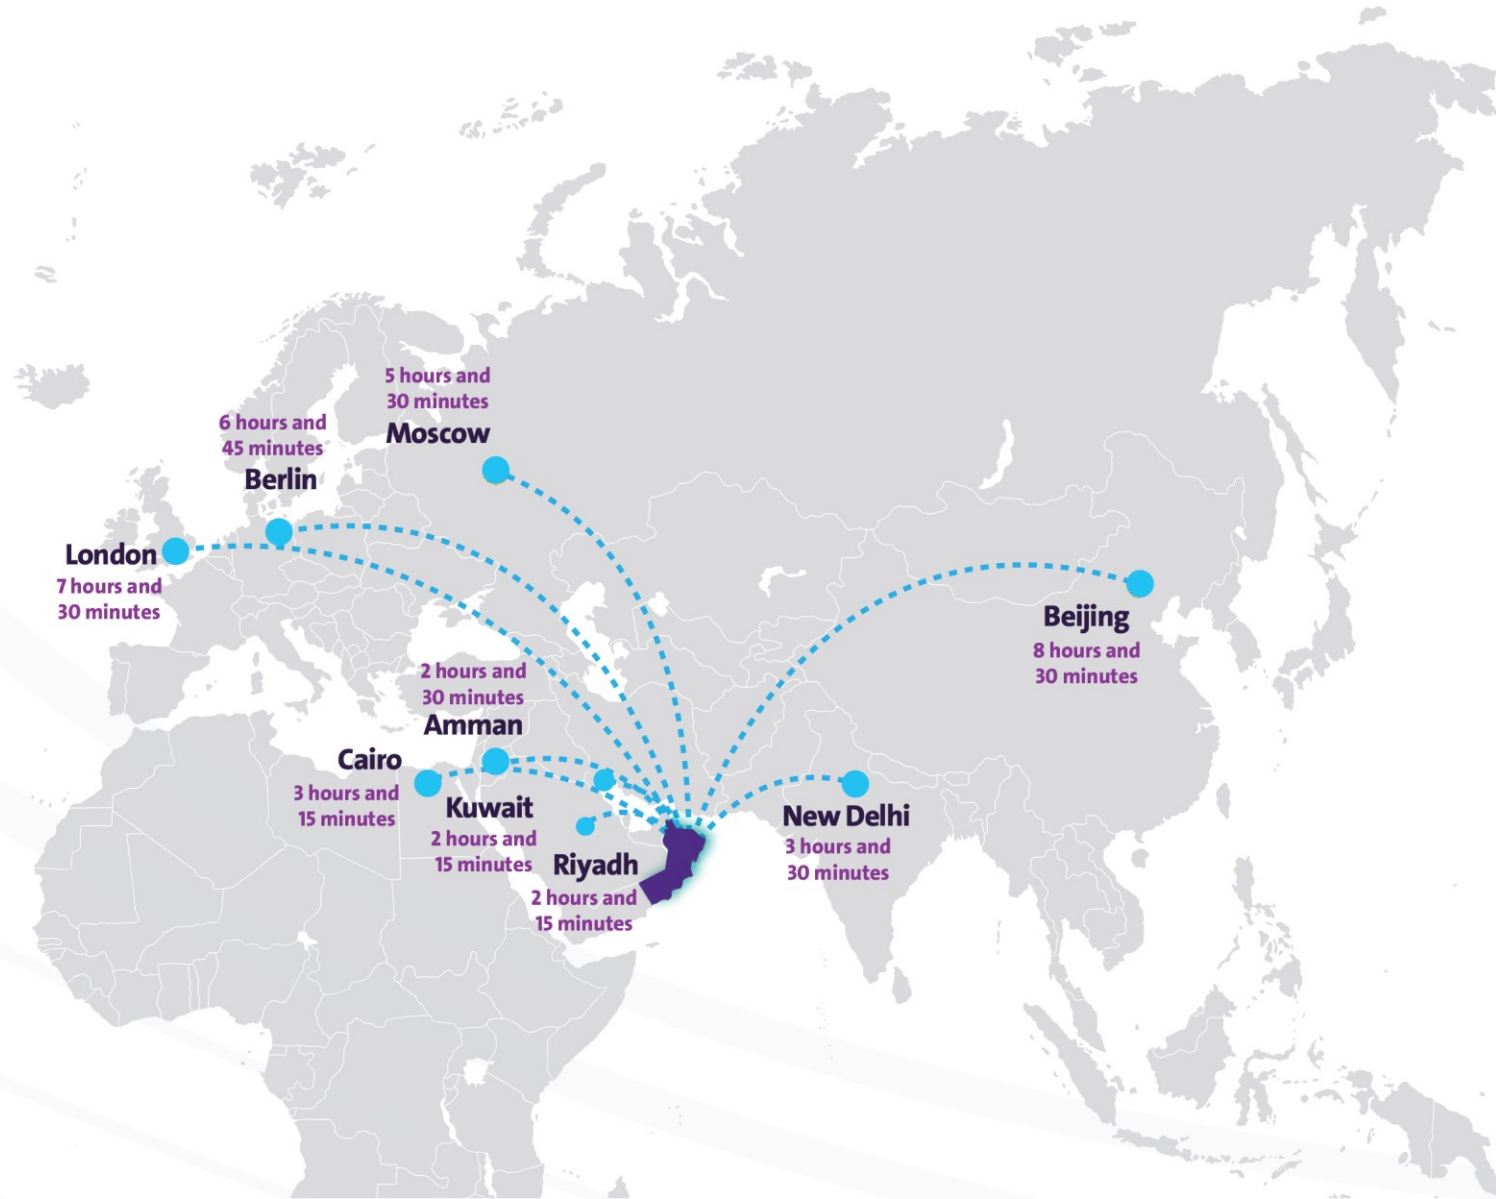 5 hours and
30 minutes
Moscow
6 hours and
45 minutes
Berlin
London
7 hours and
30 minutes
Beijing
8 hours and
30 minutes
2 hours and
30 minutes
Amman
Cairo
3 hours and
15 minutes
Kuwait
2 hours and
15 minutes
New Delhi
3 hours and
30 minutes
Riyadh
2 hours and
15 minutes